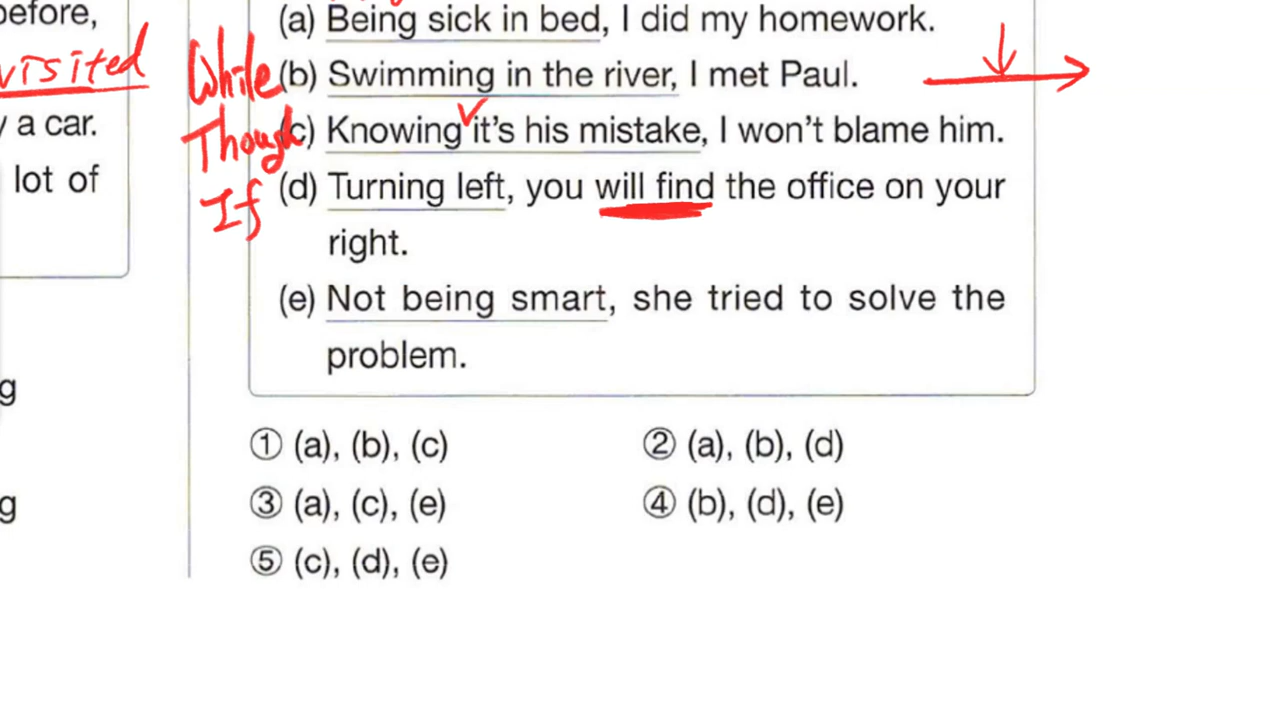 before,
visited
a car.
lot of
g
g
(a) Being sick in bed, I did my homework.
While (b) Swimming in the river, I met Paul.
Though (c) Knowing it's his mistake, I won't blame him.
If (d) Turning left, you will find the office on your
right.
(e) Not being smart, she tried to solve the
problem.
① (a), (b), (c) ② (a), (b), (d)
③ (a), (c), (e) ④ (b), (d), (e)
⑤ (c), (d), (e)